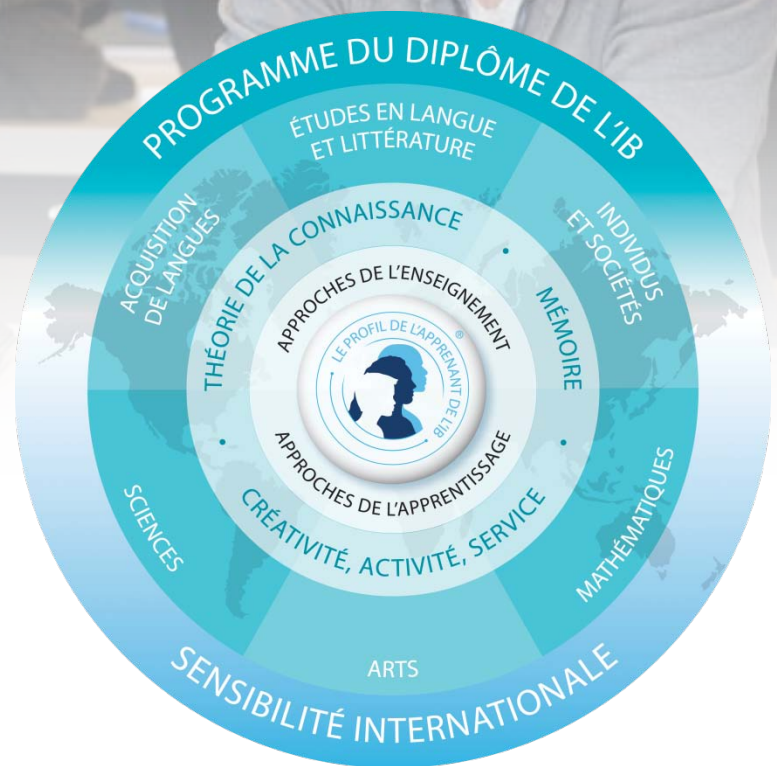 PROGRAMME DU DIPLÔME DE L'IB
ÉTUDES EN LANGUE
ET LITTÉRATURE
ACQUISITION
DE LANGUES
INDIVIDUS
ET SOCIÉTÉS
THÉORIE DE LA CONNAISSANCE
MÉMOIRE
APPROCHES DE L'ENSEIGNEMENT
LE PROFIL DE L'APPRENANT DE L'IB
®
APPROCHES DE L'APPRENTISSAGE
CRÉATIVITÉ, ACTIVITÉ, SERVICE
SCIENCES
MATHÉMATIQUES
ARTS
SENSIBILITÉ INTERNATIONALE